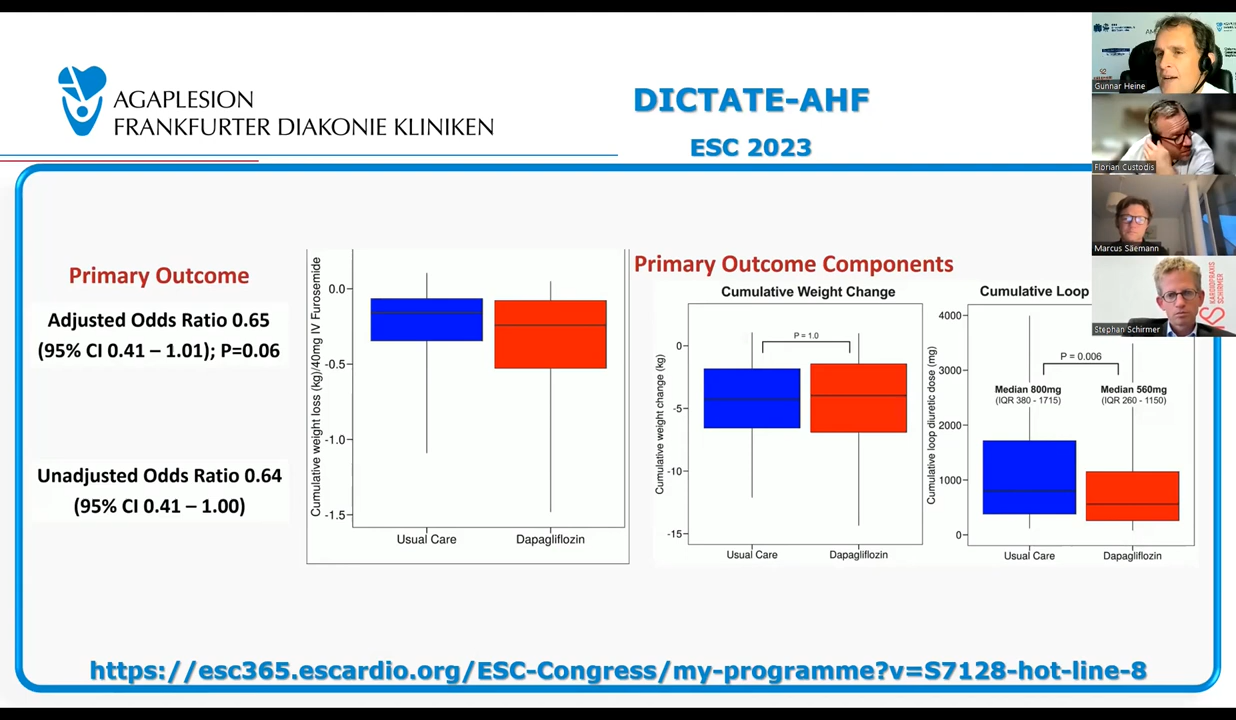 AGAPLESION
FRANKFURTER DIAKONIE KLINIKEN
DICTATE-AHF
ESC 2023
Gunnar Heine
Florian Custodis
Marcus Säemann
KARDIOPRAXIS
SCHIRMER
Stephan Schirmer
Primary Outcome
Adjusted Odds Ratio 0.65
(95% CI 0.41 – 1.01); P=0.06
Unadjusted Odds Ratio 0.64
(95% CI 0.41 – 1.00)
Cumulative weight loss (kg)/40mg IV Furosemide
0.0
-0.5
-1.0
-1.5
Usual Care
Dapagliflozin
Primary Outcome Components
Cumulative Weight Change
Cumulative weight change (kg)
0
-5
-10
-15
P = 1.0
Usual Care
Dapagliflozin
Cumulative Loop
Cumulative loop diuretic dose (mg)
4000
3000
2000
1000
0
P = 0.006
Median 800mg
(IQR 380 - 1715)
Median 560mg
(IQR 260 - 1150)
Usual Care
Dapagliflozin
https://esc365.escardio.org/ESC-Congress/my-programme?v=S7128-hot-line-8